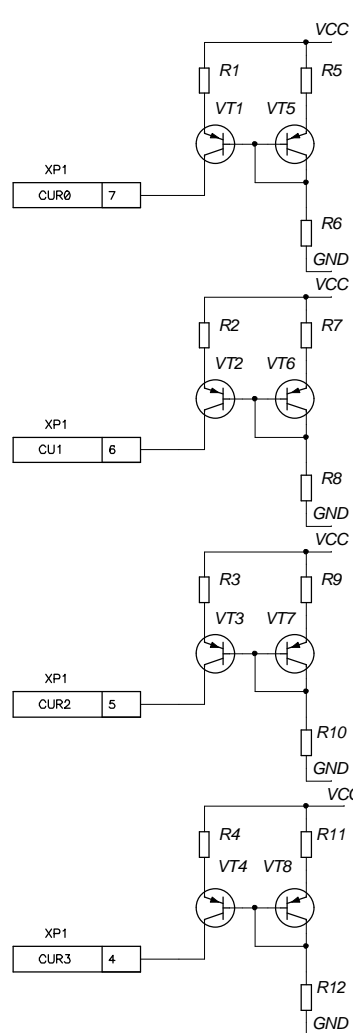 VCC
R1 R5
VT1 VT5
XP1
CUR0 7
R6
GND
VCC
R2 R7
VT2 VT6
XP1
CU1 6
R8
GND
VCC
R3 R9
VT3 VT7
XP1
CUR2 5
R10
GND
VCC
R4 R11
VT4 VT8
XP1
CUR3 4
R12
GND